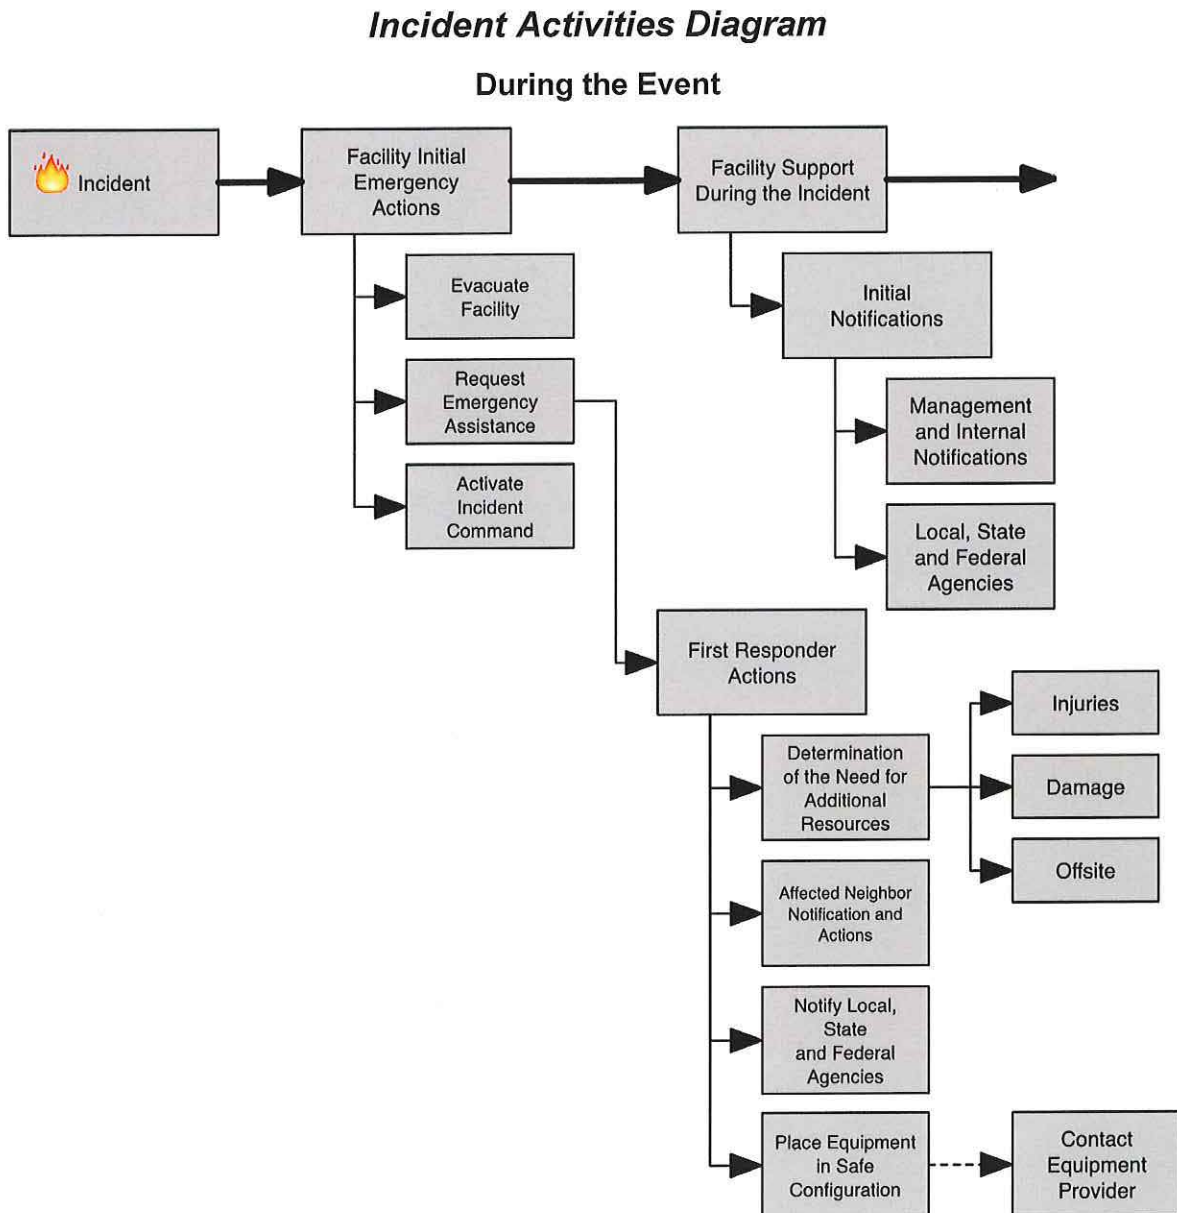 Incident Activities Diagram
During the Event
Incident
Facility Initial
Emergency
Actions
Facility Support
During the Incident
Evacuate
Facility
Initial
Notifications
Request
Emergency
Assistance
Management
and Internal
Notifications
Activate
Incident
Command
Local, State
and Federal
Agencies
First Responder
Actions
Determination
of the Need for
Additional
Resources
Injuries
Damage
Offsite
Affected Neighbor
Notification and
Actions
Notify Local,
State
and Federal
Agencies
Place Equipment
in Safe
Configuration
Contact
Equipment
Provider